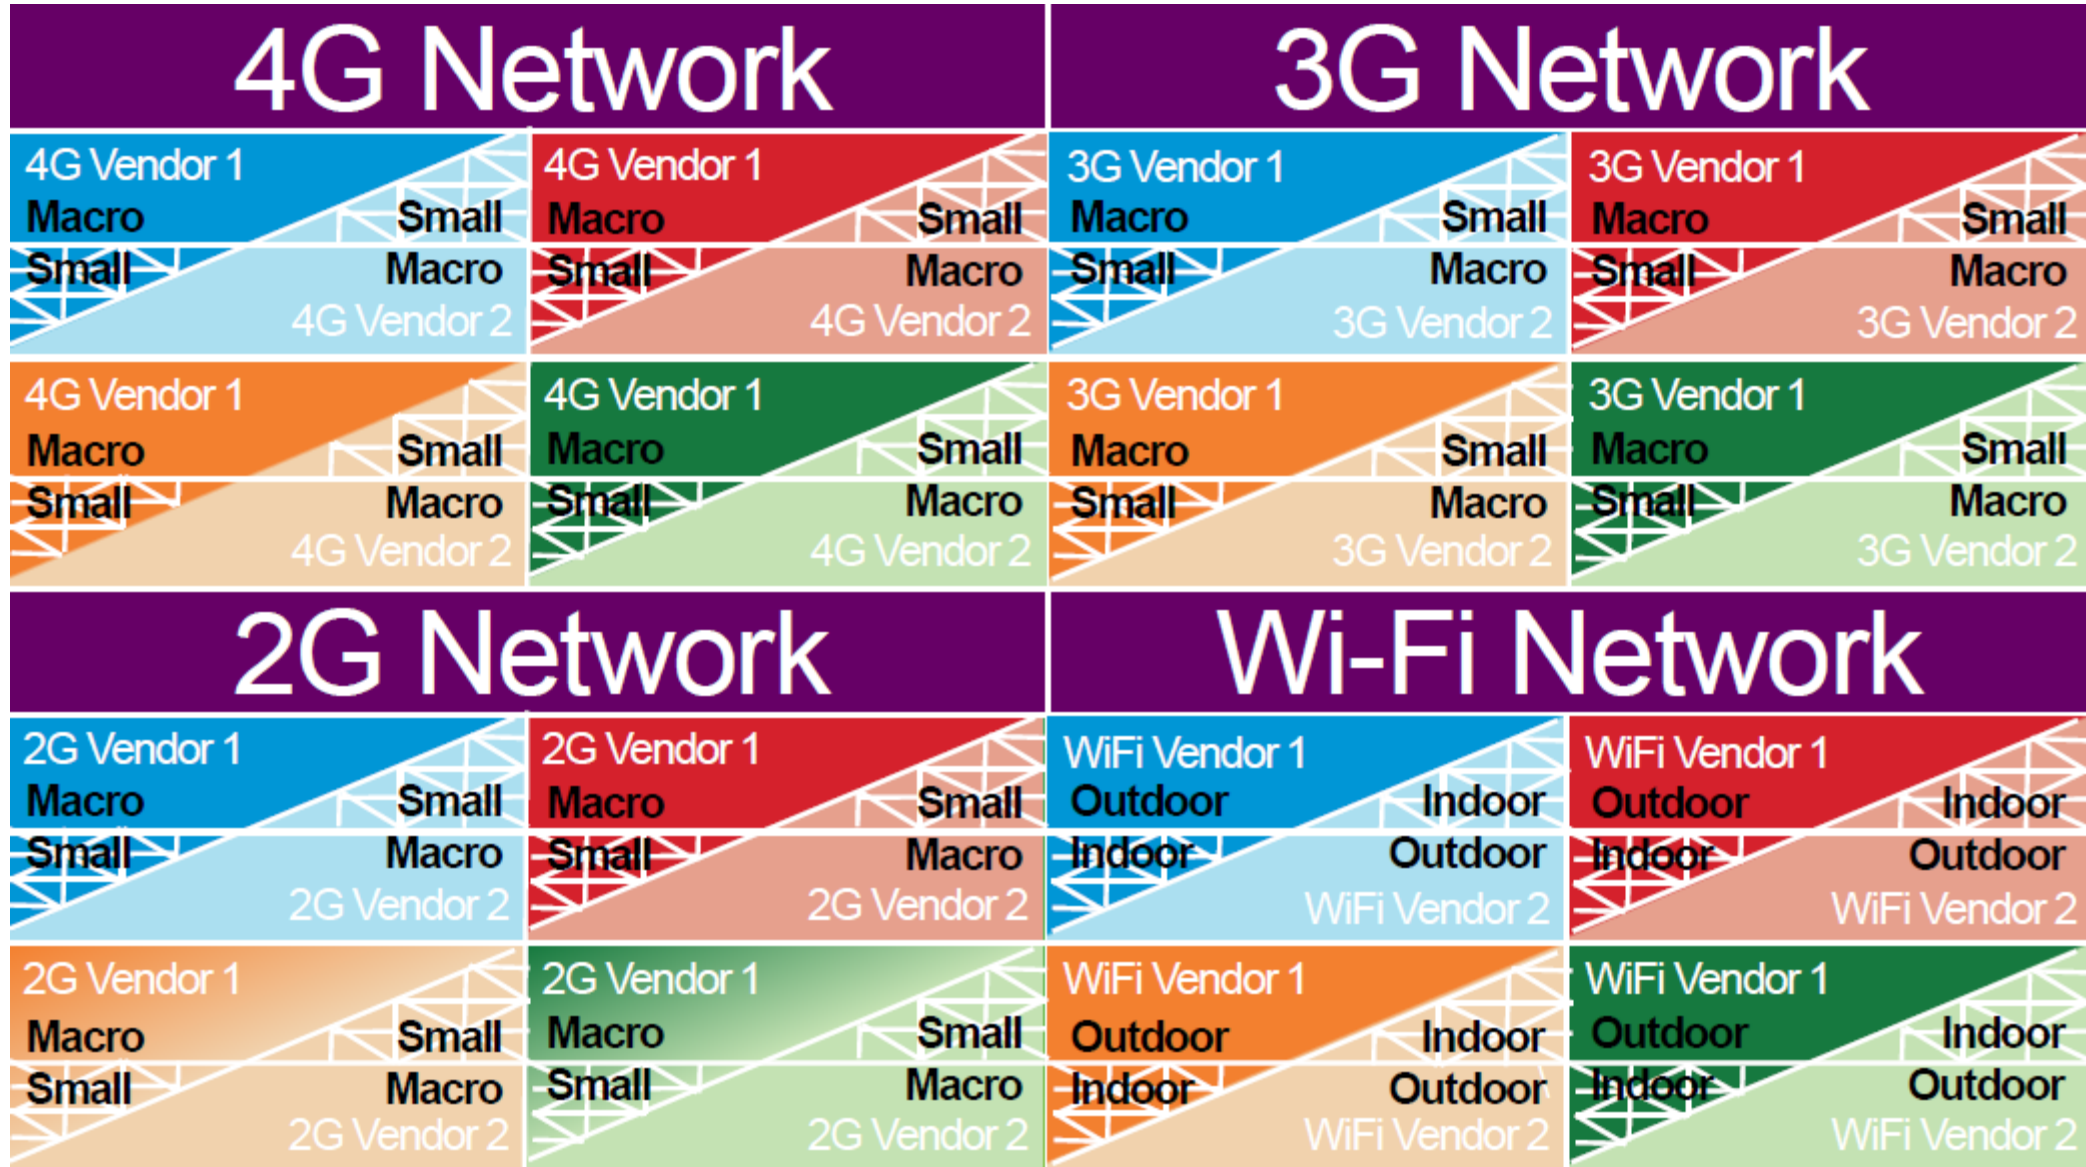 4G Network
3G Network
4G Vendor 1
Macro
Small
Small
Macro
4G Vendor 2
4G Vendor 1
Macro
Small
Small
Macro
4G Vendor 2
3G Vendor 1
Macro
Small
Small
Macro
3G Vendor 2
3G Vendor 1
Macro
Small
Small
Macro
3G Vendor 2
4G Vendor 1
Macro
Small
Small
Macro
4G Vendor 2
4G Vendor 1
Macro
Small
Small
Macro
4G Vendor 2
3G Vendor 1
Macro
Small
Small
Macro
3G Vendor 2
3G Vendor 1
Macro
Small
Small
Macro
3G Vendor 2
2G Network
Wi-Fi Network
2G Vendor 1
Macro
Small
Small
Macro
2G Vendor 2
2G Vendor 1
Macro
Small
Small
Macro
2G Vendor 2
WiFi Vendor 1
Outdoor
Indoor
Indoor
Outdoor
WiFi Vendor 2
WiFi Vendor 1
Outdoor
Indoor
Indoor
Outdoor
WiFi Vendor 2
2G Vendor 1
Macro
Small
Small
Macro
2G Vendor 2
2G Vendor 1
Macro
Small
Small
Macro
2G Vendor 2
WiFi Vendor 1
Outdoor
Indoor
Indoor
Outdoor
WiFi Vendor 2
WiFi Vendor 1
Outdoor
Indoor
Indoor
Outdoor
WiFi Vendor 2